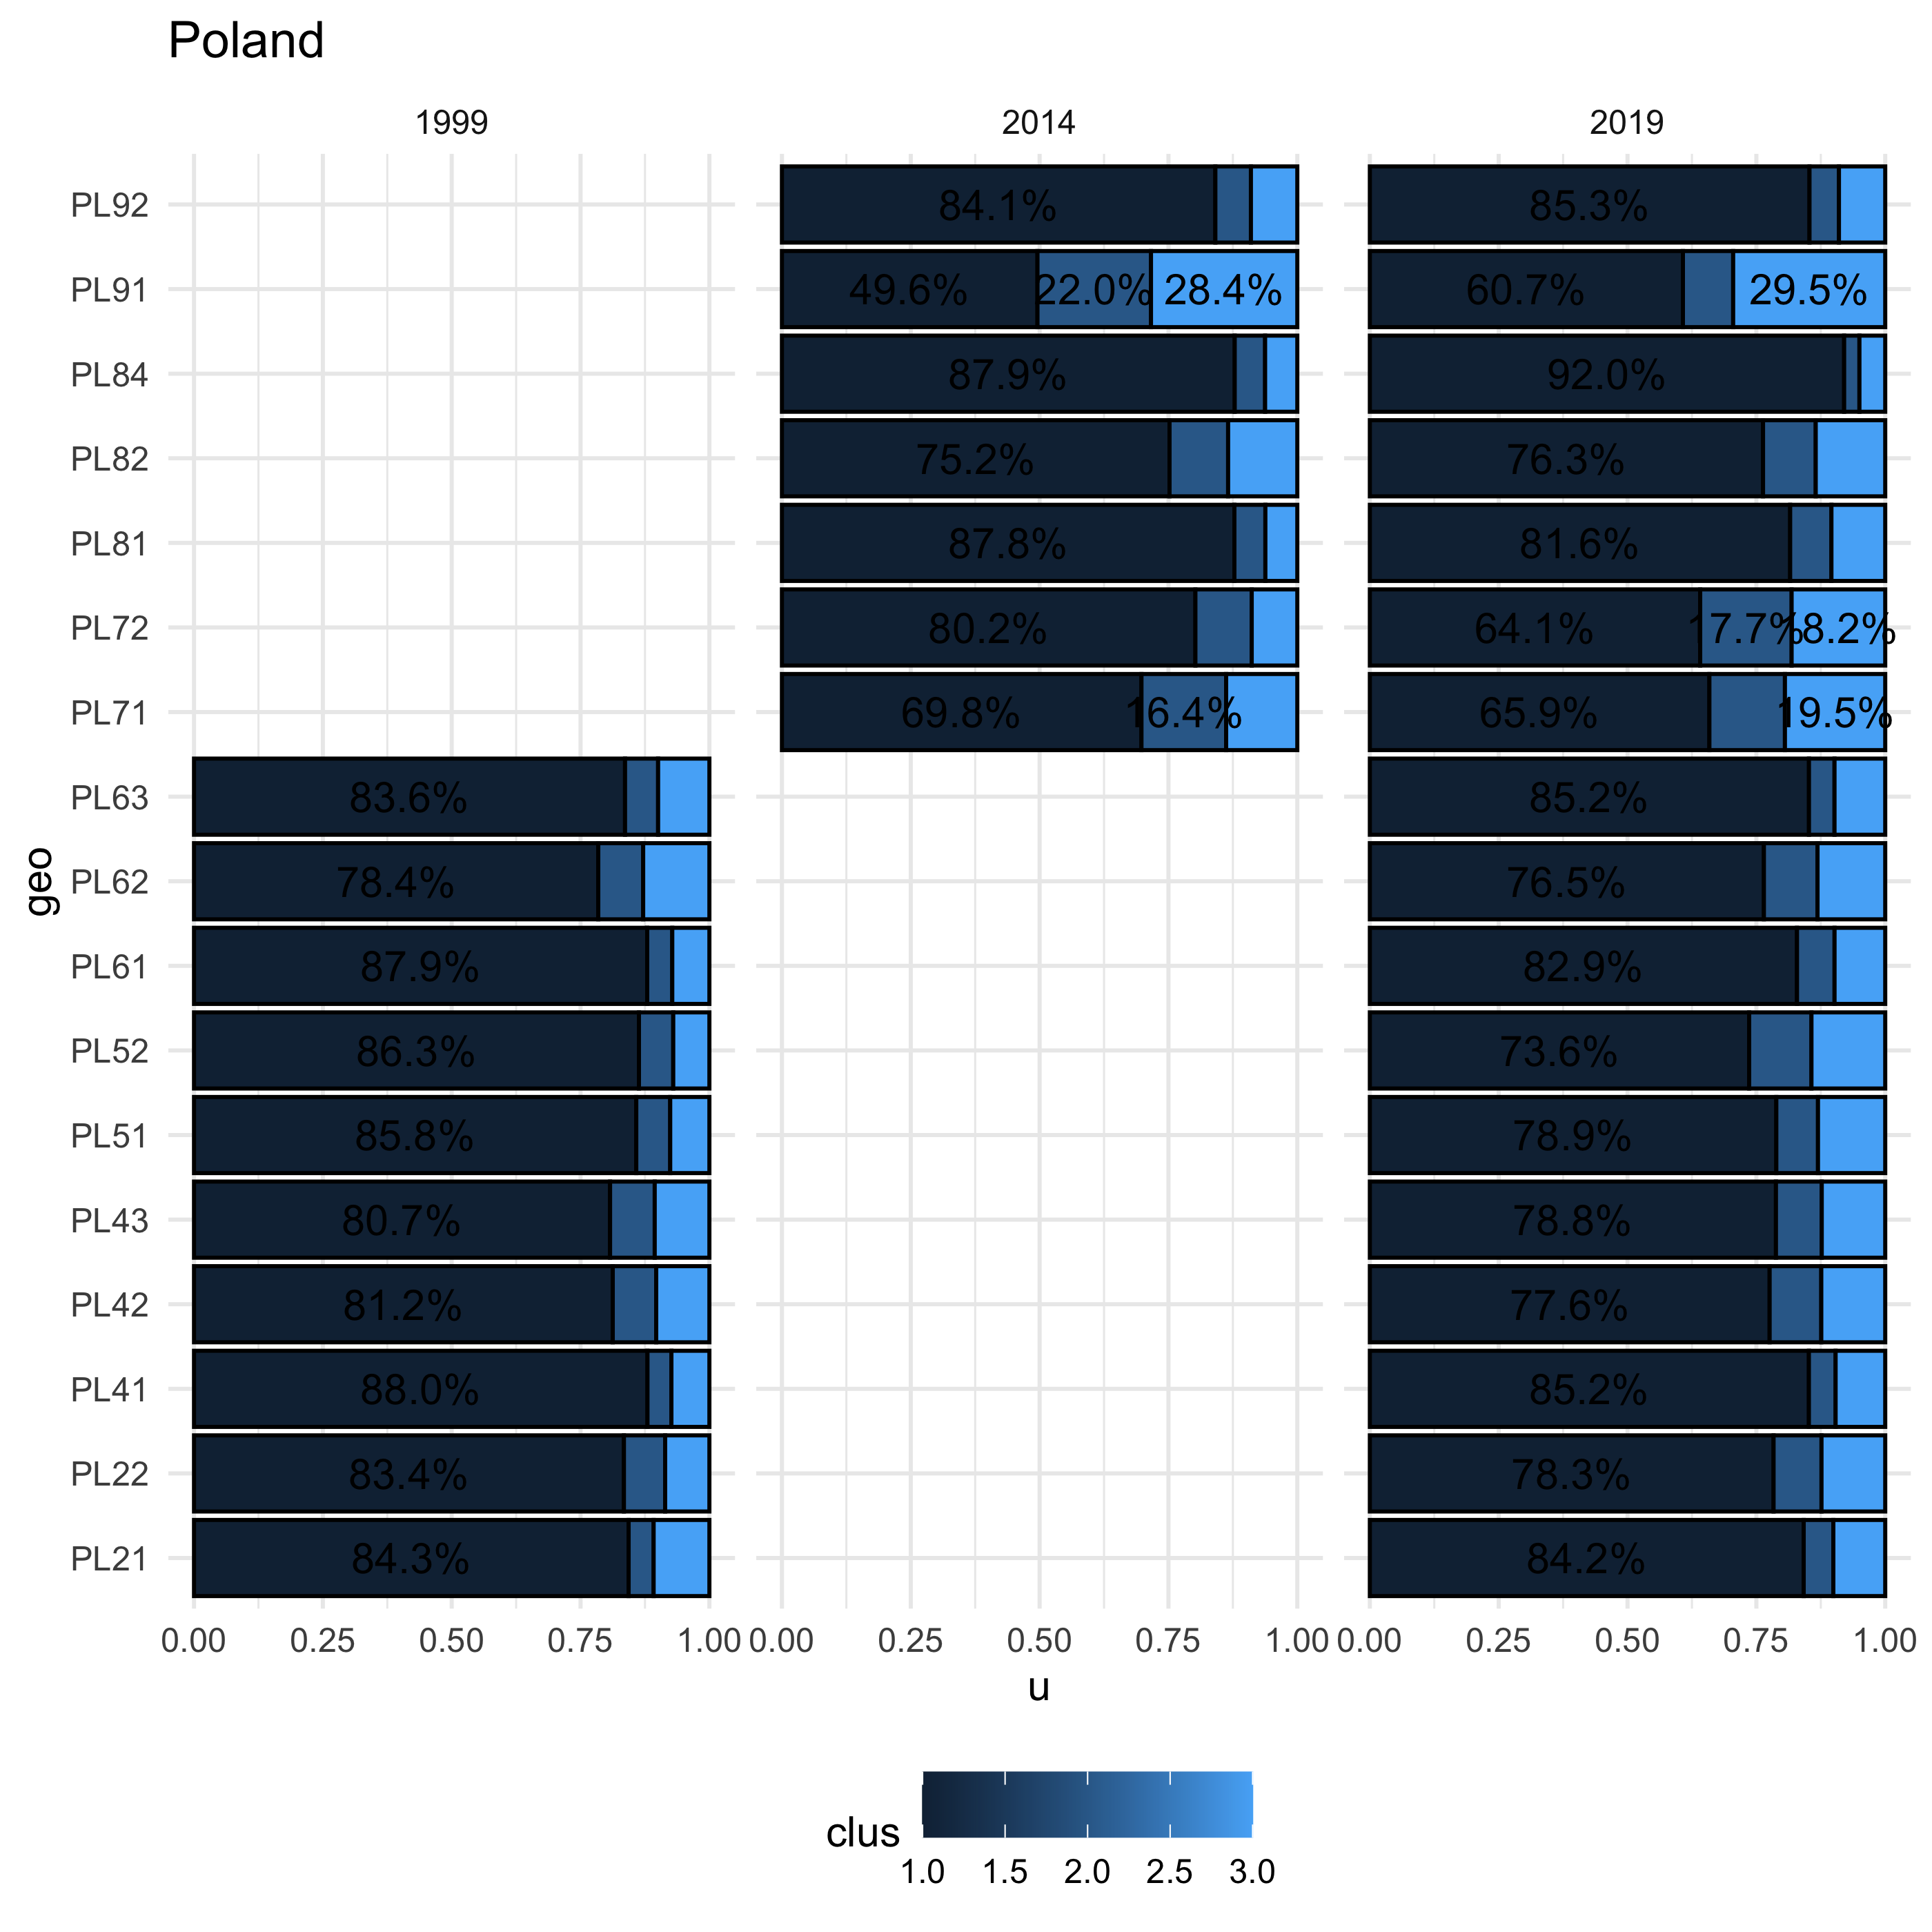 Poland
1999 2014 2019
PL92 84.1% 85.3%
PL91 49.6% 22.0% 28.4% 60.7% 29.5%
PL84 87.9% 92.0%
PL82 75.2% 76.3%
PL81 87.8% 81.6%
PL72 80.2% 64.1% 17.7% 18.2%
PL71 69.8% 16.4% 65.9% 19.5%
PL63 83.6% 85.2%
PL62 78.4% 76.5%
PL61 87.9% 82.9%
PL52 86.3% 73.6%
PL51 85.8% 78.9%
PL43 80.7% 78.8%
PL42 81.2% 77.6%
PL41 88.0% 85.2%
PL22 83.4% 78.3%
PL21 84.3% 84.2%
geo
0.00 0.25 0.50 0.75 1.00 0.00 0.25 0.50 0.75 1.00 0.00 0.25 0.50 0.75 1.00
u
clus
1.0 1.5 2.0 2.5 3.0